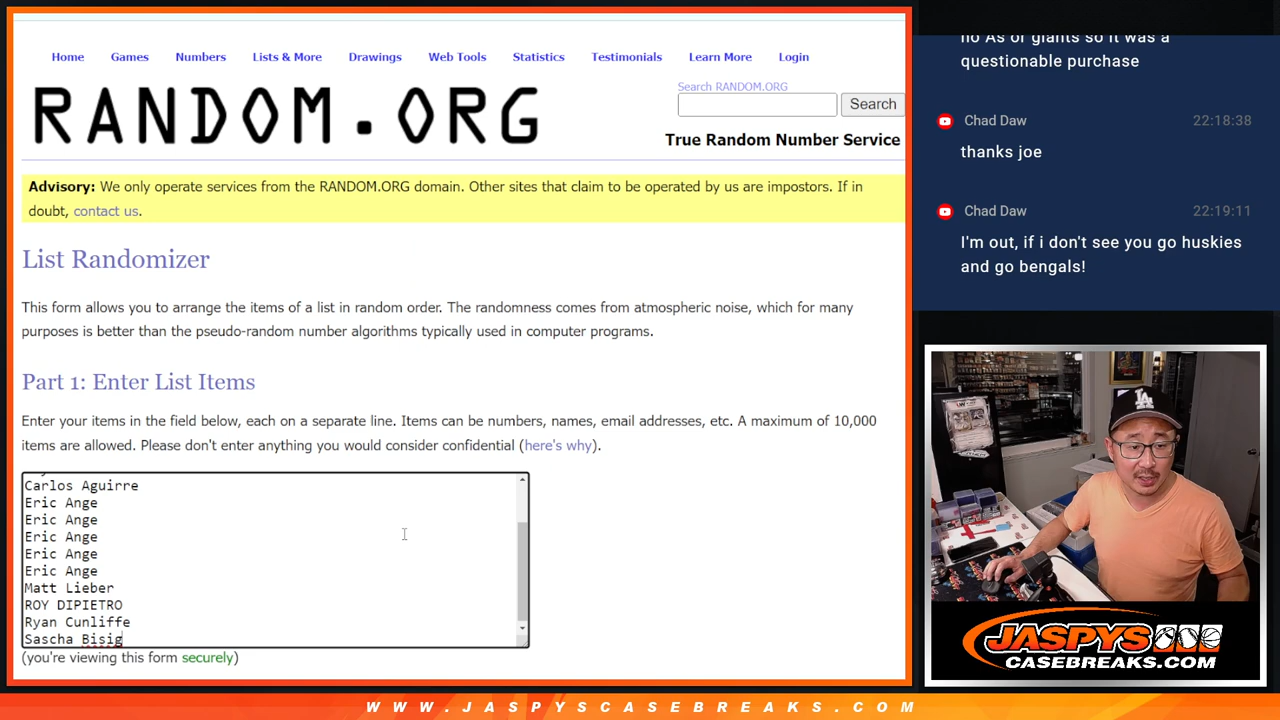 Home Games Numbers Lists & More Drawings Web Tools Statistics Testimonials Learn More Login
RANDOM.ORG
Search RANDOM.ORG
Search
True Random Number Service
Advisory: We only operate services from the RANDOM.ORG domain. Other sites that claim to be operated by us are impostors. If in
doubt, contact us.
List Randomizer
This form allows you to arrange the items of a list in random order. The randomness comes from atmospheric noise, which for many
purposes is better than the pseudo-random number algorithms typically used in computer programs.
Part 1: Enter List Items
Enter your items in the field below, each on a separate line. Items can be numbers, names, email addresses, etc. A maximum of 10,000
items are allowed. Please don't enter anything you would consider confidential (here's why).
Carlos Aguirre
Eric Ange
Eric Ange
Eric Ange
Eric Ange
Eric Ange
Matt Lieber
ROY DIPIETRO
Ryan Cunliffe
Sascha Bisig
(you're viewing this form securely)
no As or giants so it was a
questionable purchase
Chad Daw 22:18:38
thanks joe
Chad Daw 22:19:11
I'm out, if i don't see you go huskies
and go bengals!
LA
JASPYS
CASEBREAKS.COM
WWW.JASPYSCASEBREAKS.COM